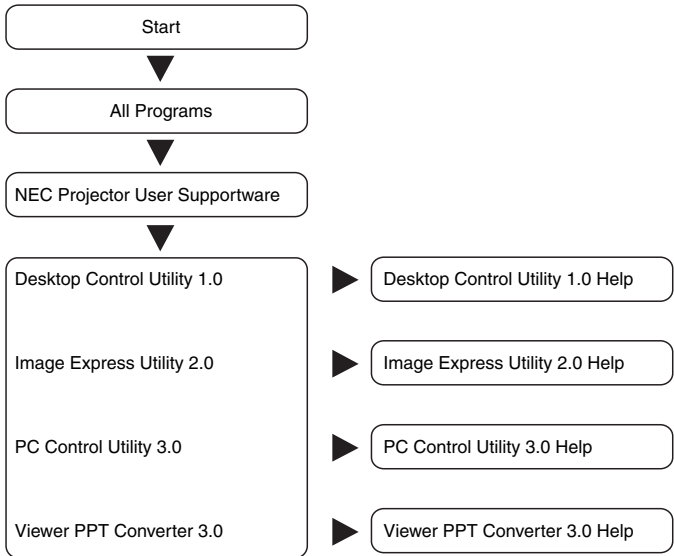 Start
All Programs
NEC Projector User Supportware
Desktop Control Utility 1.0
Desktop Control Utility 1.0 Help
Image Express Utility 2.0
Image Express Utility 2.0 Help
PC Control Utility 3.0
PC Control Utility 3.0 Help
Viewer PPT Converter 3.0
Viewer PPT Converter 3.0 Help